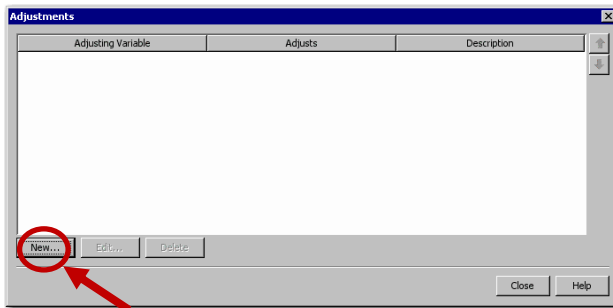 Adjustments
Adjusting Variable Adjusts Description
New... Edit... Delete
Close Help